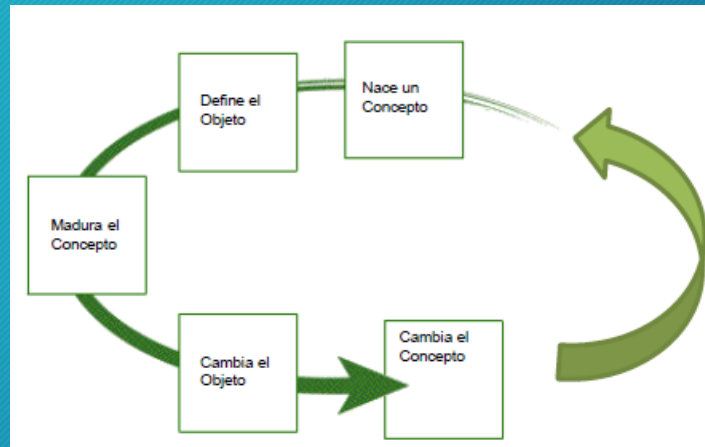 Nace un
Concepto
Define el
Objeto
Madura el
Concepto
Cambia el
Objeto
Cambia el
Concepto